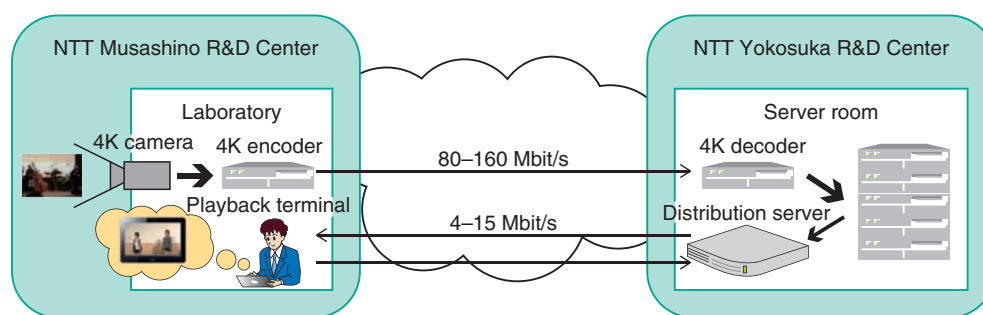 NTT Musashino R&D Center
NTT Yokosuka R&D Center
Laboratory
Server room
4K camera
4K encoder
80–160 Mbit/s
4K decoder
Playback terminal
4–15 Mbit/s
Distribution server